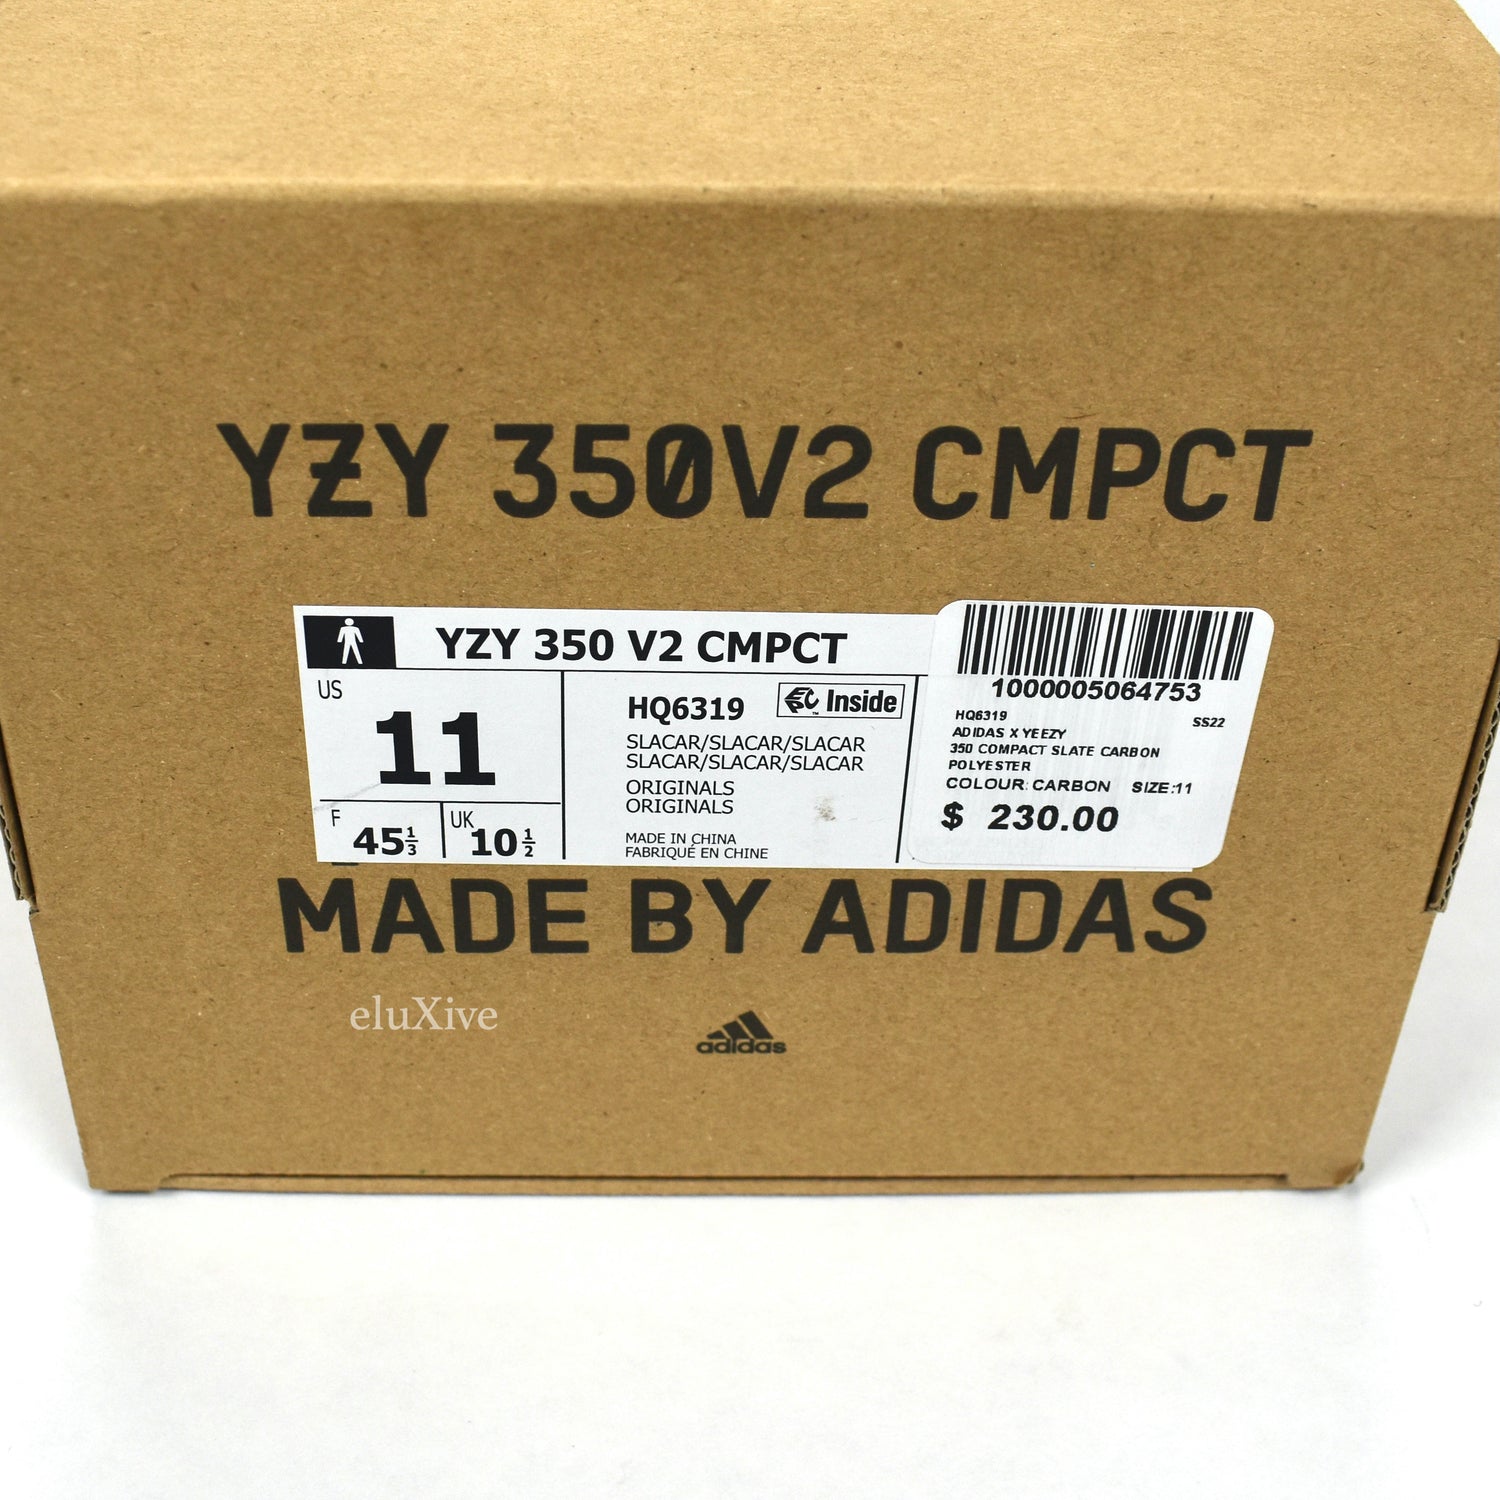 YZY 350V2 CMPCT
YZY 350 V2 CMPCT
US
11
F
45⅓
UK
10½
HQ6319
Inside
SLACAR/SLACAR/SLACAR
SLACAR/SLACAR/SLACAR
ORIGINALS
ORIGINALS
MADE IN CHINA
FABRIQUÉ EN CHINE
1000005064753
HQ6319 SS22
ADIDAS X YEEZY
350 COMPACT SLATE CARBON
POLYESTER
COLOUR: CARBON SIZE:11
$ 230.00
MADE BY ADIDAS
eluXive
adidas